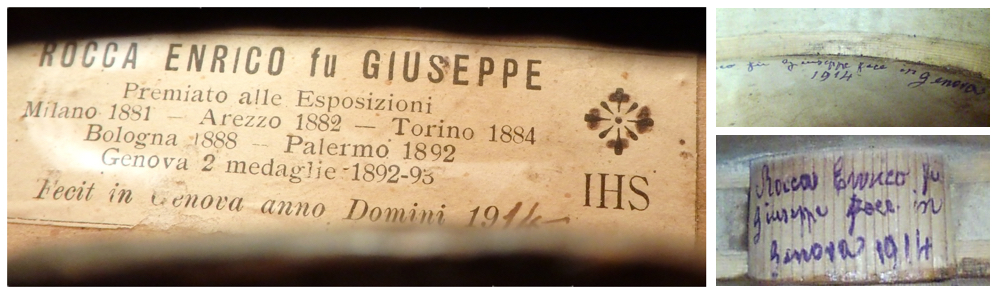 ROCCA ENRICO fu GIUSEPPE
Premiato alle Esposizioni
Milano 1881 — Arezzo 1882 — Torino 1884
Bologna 1888 — Palermo 1892
Genova 2 medaglie 1892-93
Fecit in Genova anno Domini 1914
IHS
fu giuseppe fece in genova
1914
Rocca Enrico fu
giuseppe fece in
genova 1914